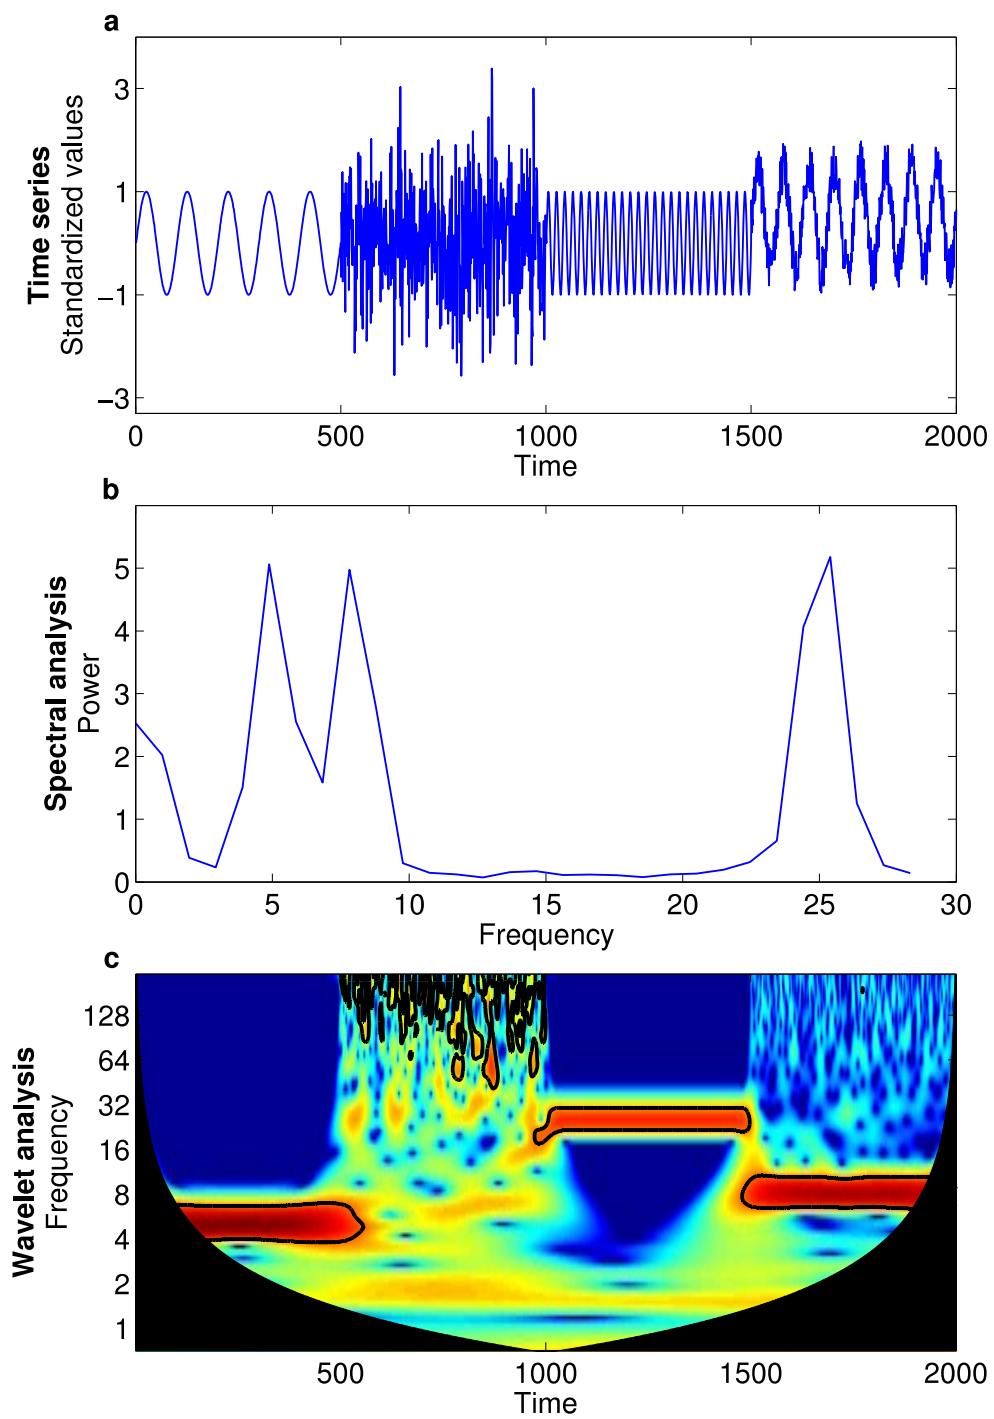 a
Time series
Standardized values
3
1
−1
−3
0 500 1000 1500 2000
Time
b
Spectral analysis
Power
5
4
3
2
1
0
0 5 10 15 20 25 30
Frequency
c
Wavelet analysis
Frequency
128
64
32
16
8
4
2
1
500 1000 1500 2000
Time